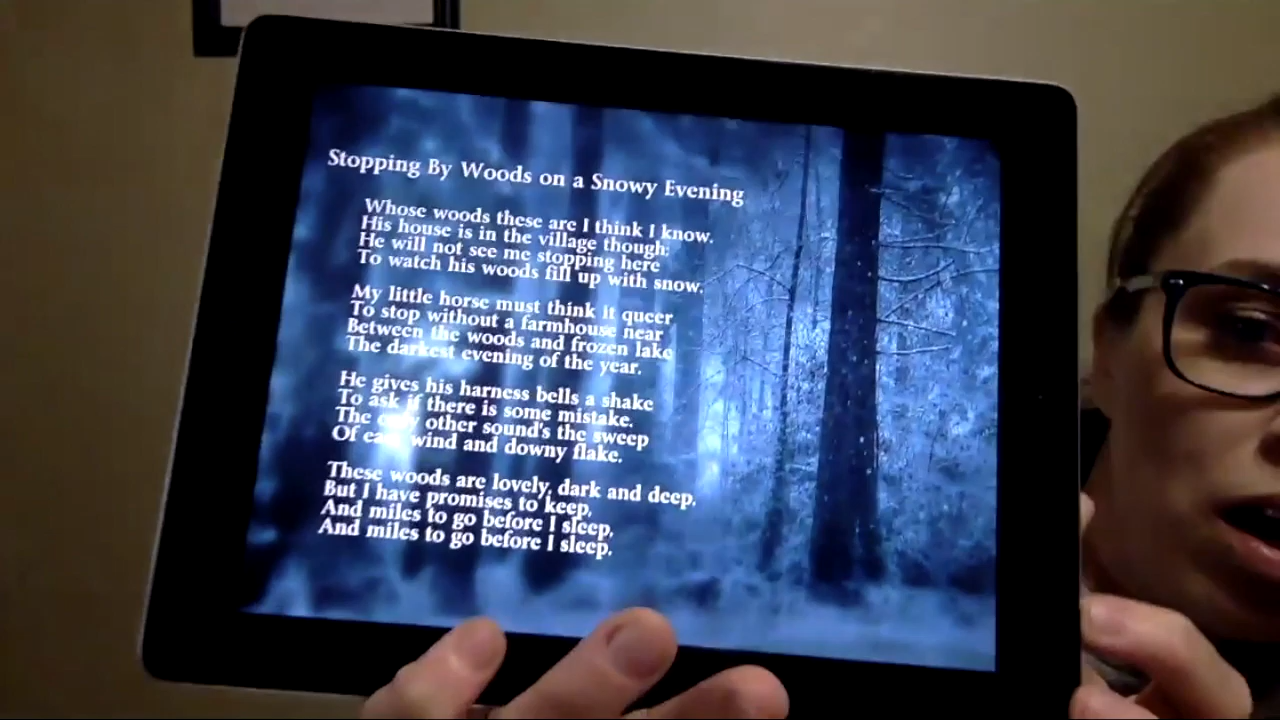 Stopping By Woods on a Snowy Evening
Whose woods these are I think I know.
His house is in the village though;
He will not see me stopping here
To watch his woods fill up with snow.
My little horse must think it queer
To stop without a farmhouse near
Between the woods and frozen lake
The darkest evening of the year.
He gives his harness bells a shake
To ask if there is some mistake.
The only other sound's the sweep
Of easy wind and downy flake.
These woods are lovely, dark and deep,
But I have promises to keep,
And miles to go before I sleep,
And miles to go before I sleep.